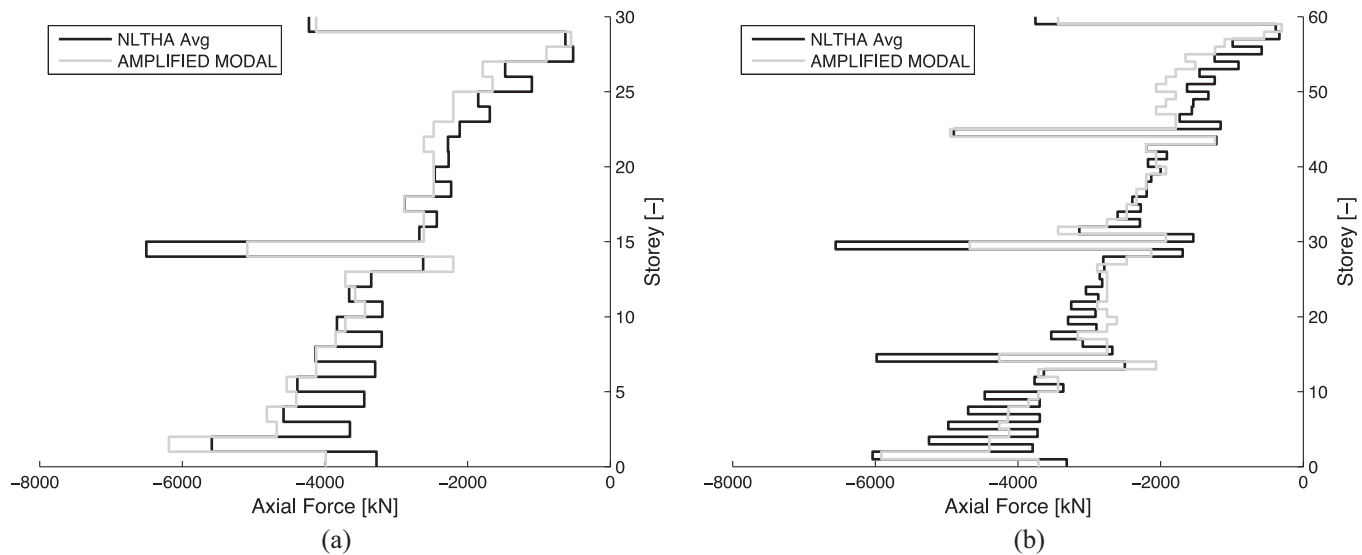 NLTHA Avg
AMPLIFIED MODAL
30
25
20
15
10
5
0
Storey [−]
−8000 −6000 −4000 −2000 0
Axial Force [kN]
(a)
NLTHA Avg
AMPLIFIED MODAL
60
50
40
30
20
10
0
Storey [−]
−8000 −6000 −4000 −2000 0
Axial Force [kN]
(b)